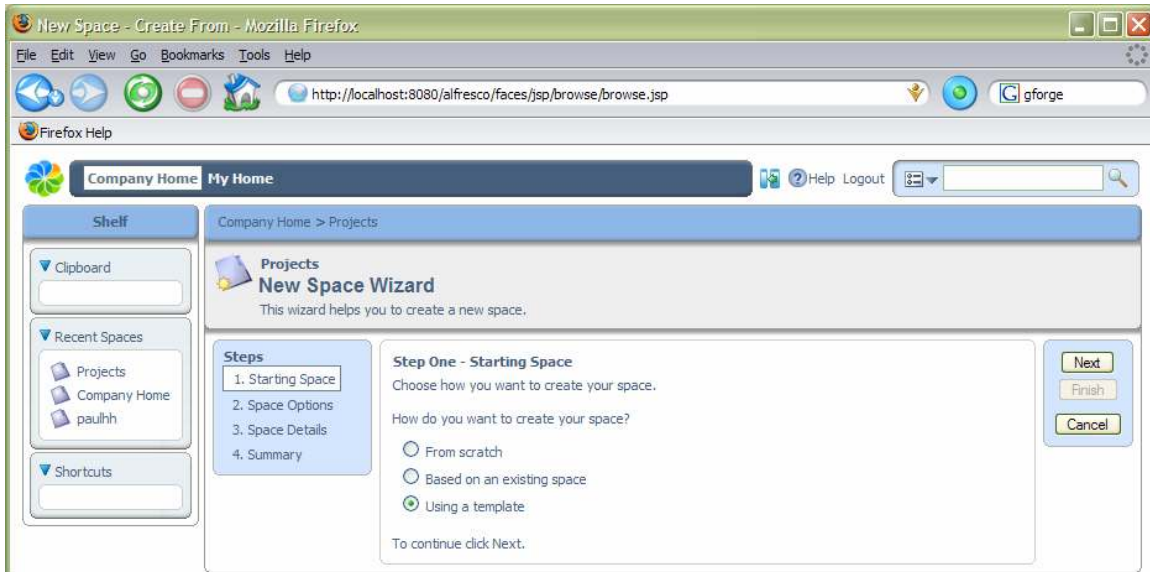 New Space - Create From - Mozilla Firefox
File Edit View Go Bookmarks Tools Help
http://localhost:8080/alfresco/faces/jsp/browse/browse.jsp
G gforge
Firefox Help
Company Home My Home
Help Logout
Shelf
Company Home > Projects
Clipboard
Projects
New Space Wizard
This wizard helps you to create a new space.
Recent Spaces
Projects
Company Home
paulhh
Shortcuts
Steps
1. Starting Space
2. Space Options
3. Space Details
4. Summary
Step One - Starting Space
Choose how you want to create your space.
How do you want to create your space?
From scratch
Based on an existing space
Using a template
To continue click Next.
Next
Finish
Cancel